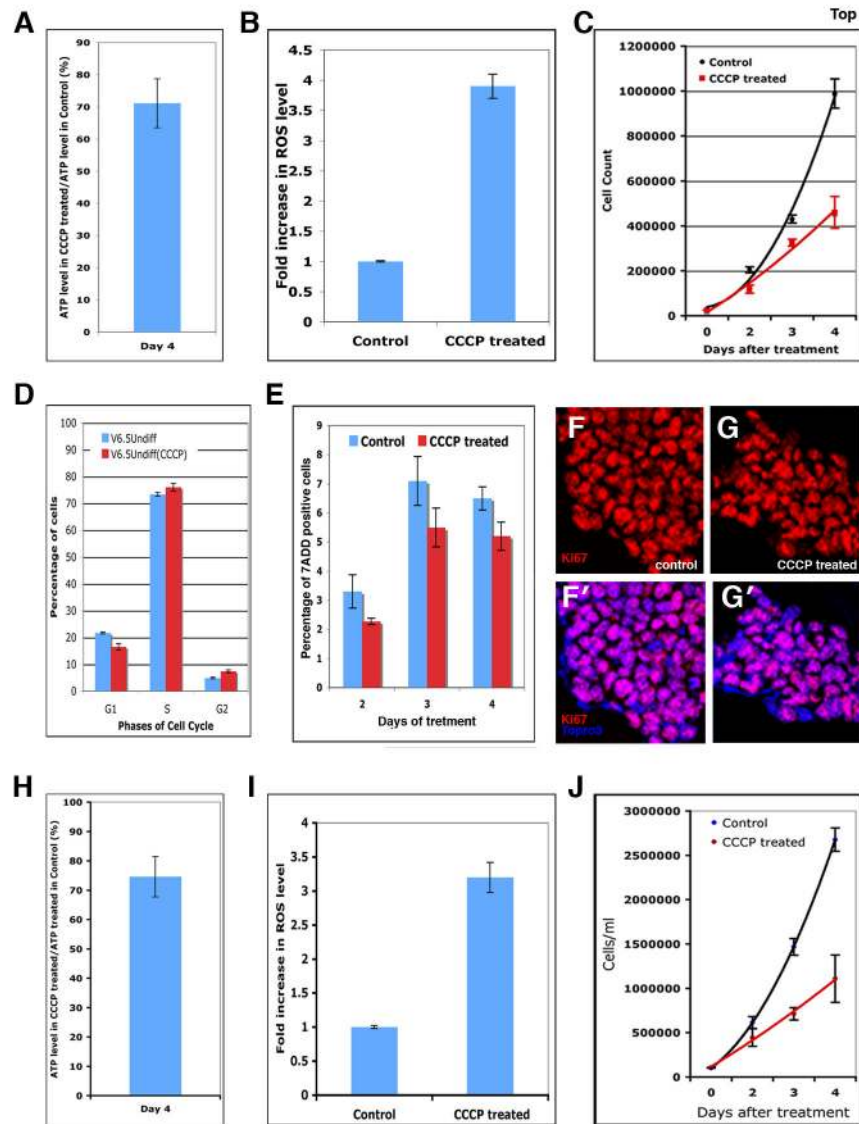 Top
A
ATP level in CCCP treated/ATP level in Control (%)
90
80
70
60
50
40
30
20
10
0
Day 4
B
Fold increase in ROS level
4.5
4
3.5
3
2.5
2
1.5
1
0.5
0
Control
CCCP treated
C
Cell Count
1200000
1000000
800000
600000
400000
200000
0
Control
CCCP treated
0 2 3 4
Days after treatment
D
Percentage of cells
100
90
80
70
60
50
40
30
20
10
0
V6.5Undiff
V6.5Undiff(CCCP)
G1 S G2
Phases of Cell Cycle
E
Percentage of 7ADD positive cells
9
8
7
6
5
4
3
2
1
0
Control
CCCP treated
2 3 4
Days of tretment
F
Ki67
control
G
CCCP treated
F′
Ki67
Topro3
G′
H
ATP level in CCCP treated/ATP treated in Control (%)
100
90
80
70
60
50
40
30
20
10
0
Day 4
I
Fold increase in ROS level
4
3.5
3
2.5
2
1.5
1
0.5
0
Control
CCCP treated
J
Cells/ml
3000000
2500000
2000000
1500000
1000000
500000
0
Control
CCCP treated
0 2 3 4
Days after treatment